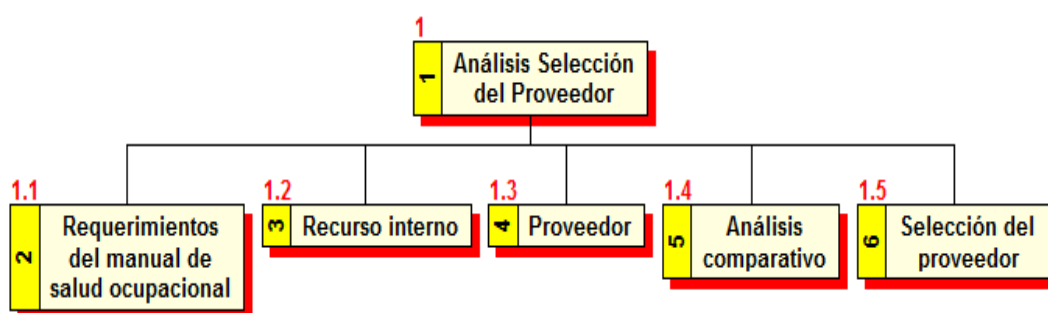 1
1
Análisis Selección
del Proveedor
1.1
2
Requerimientos
del manual de
salud ocupacional
1.2
3
Recurso interno
1.3
4
Proveedor
1.4
5
Análisis
comparativo
1.5
6
Selección del
proveedor